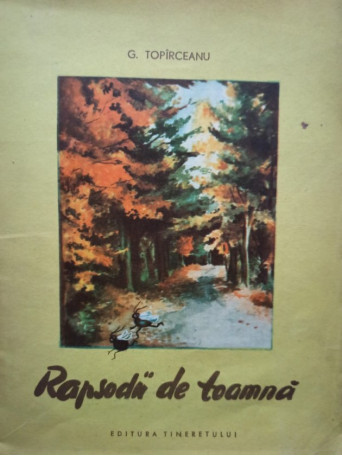 G. TOPÎRCEANU
Rapsodii de toamnă
EDITURA TINERETULUI